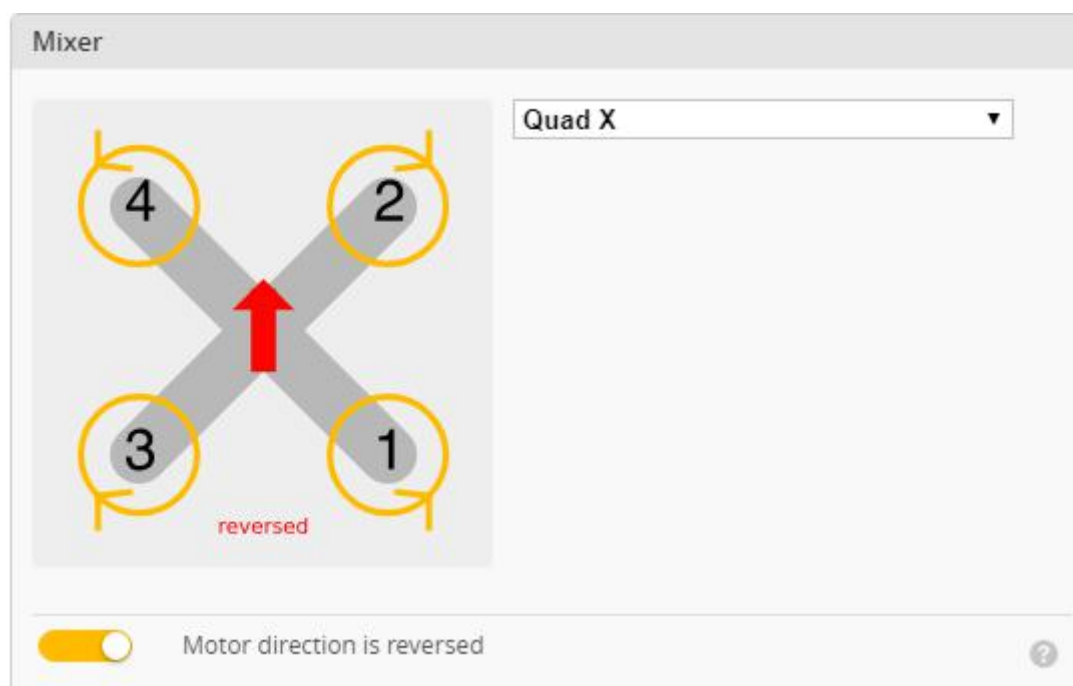 Mixer
Quad X
4 2
3 1
reversed
Motor direction is reversed
?